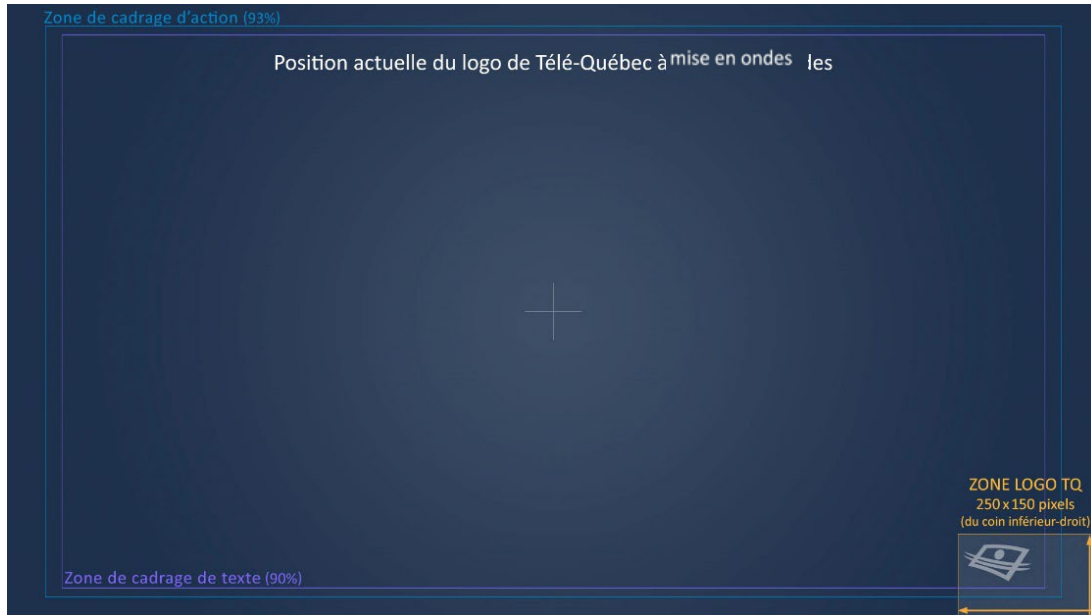 Zone de cadrage d'action (93%)
Position actuelle du logo de Télé-Québec à mise en ondes des
ZONE LOGO TQ
250 x 150 pixels
(du coin inférieur-droit)
Zone de cadrage de texte (90%)